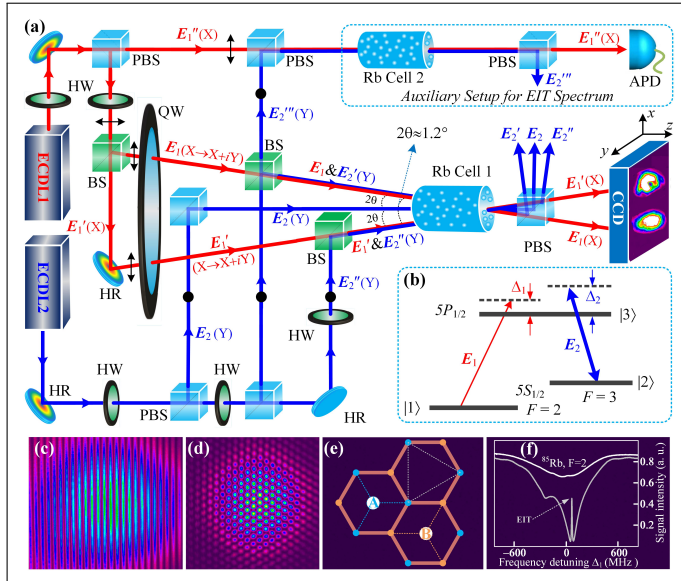 (a)
E₁″(X)
E₁″(X)
PBS
PBS
Rb Cell 2
PBS
APD
HW
E₂‴
Auxiliary Setup for EIT Spectrum
QW
E₂‴(Y)
ECDL1
BS
E₁(X→X+iY)
BS
2θ≈1.2°
E₁&E₂′(Y)
Rb Cell 1
E₂′ E₂ E₂″
x
y
z
E₁′(X)
CCD
E₁′(X)
2θ
2θ
E₂(Y)
E₁′
(X→X+iY)
E₁′&E₂″(Y)
PBS
E₁(X)
ECDL2
HR
BS
E₂″(Y)
(b)
Δ₁
Δ₂
5P₁/₂
|3⟩
HW
E₂(Y)
E₁
E₂
HW
HW
HR
PBS
HR
5S₁/₂
|2⟩
|1⟩
F = 2
F = 3
(c)
(d)
(e)
A
B
(f)
⁸⁵Rb, F=2
EIT
0.8
0.6
0.4
0.2
Signal intensity (a. u.)
−600
0
600
Frequency detuning Δ₁ (MHz)